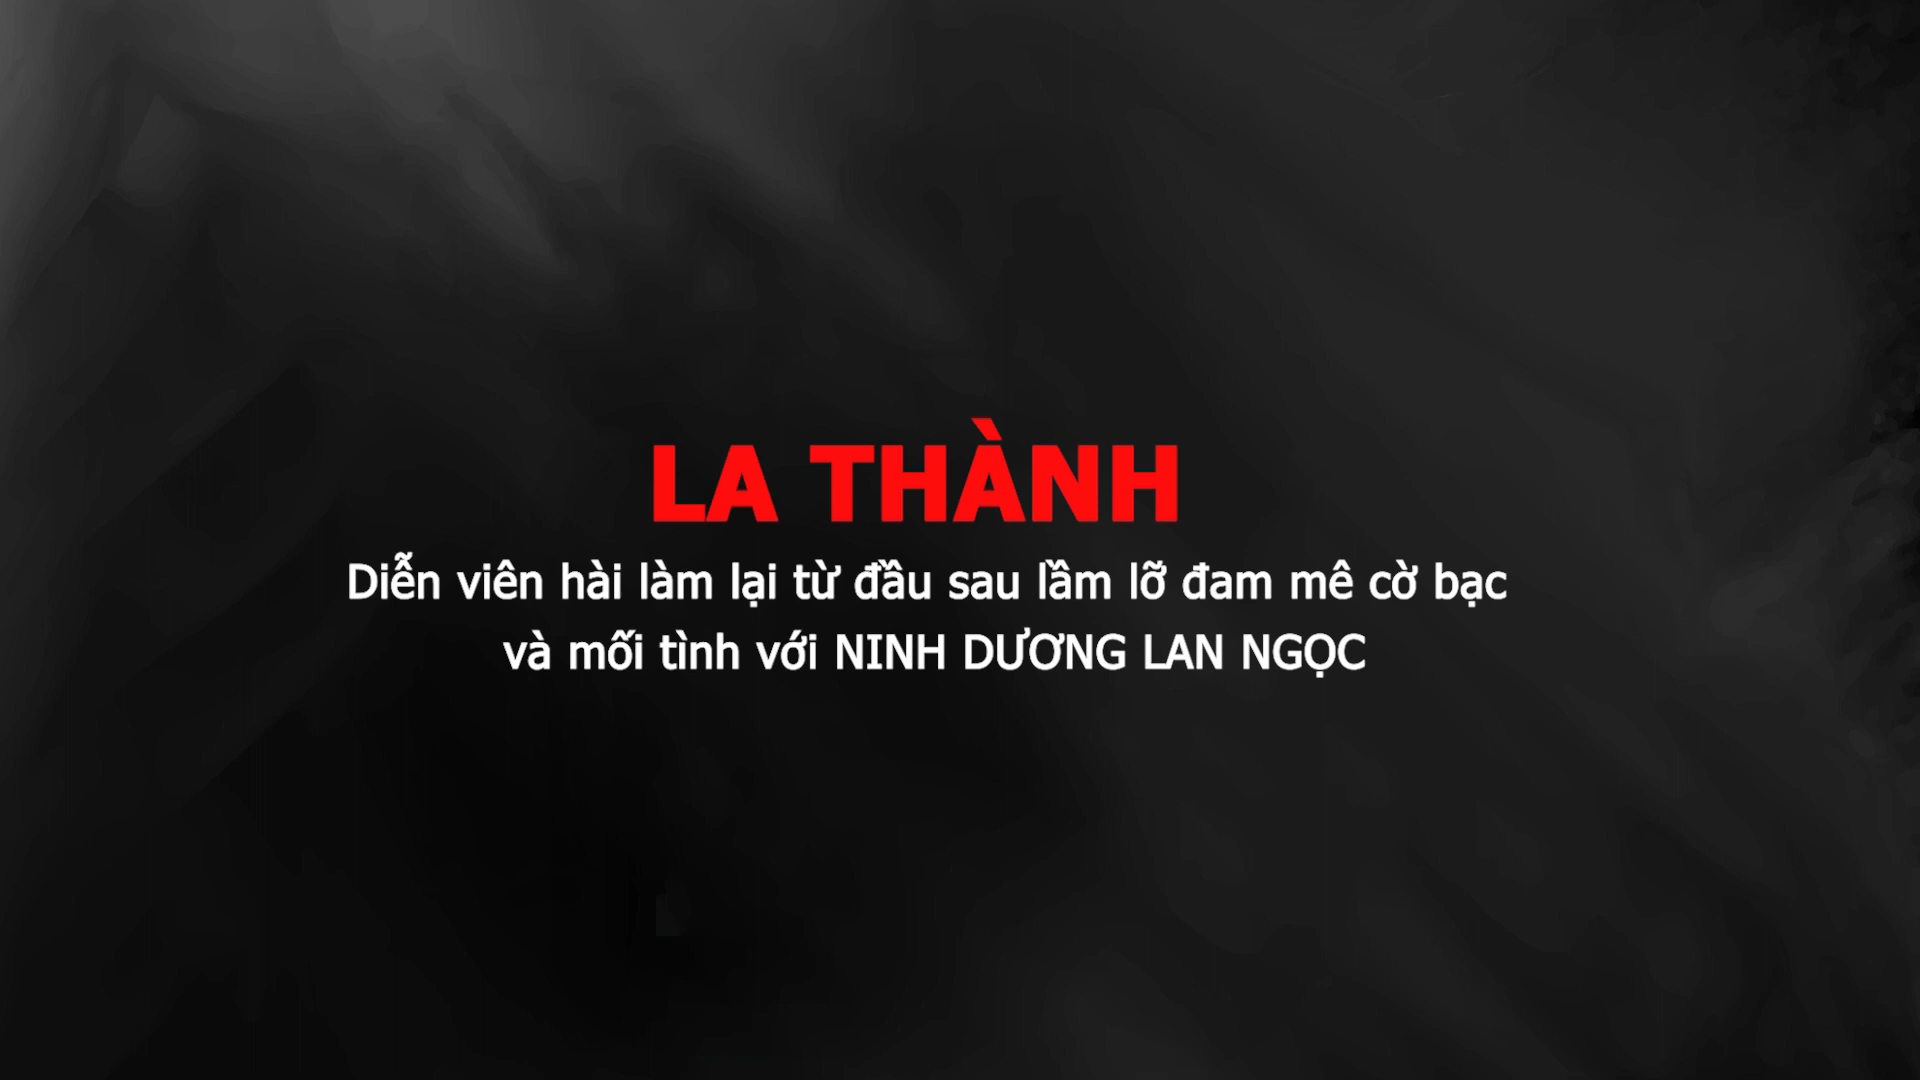 LA THÀNH
Diễn viên hài làm lại từ đầu sau lầm lỡ đam mê cờ bạc
và mối tình với NINH DƯƠNG LAN NGỌC